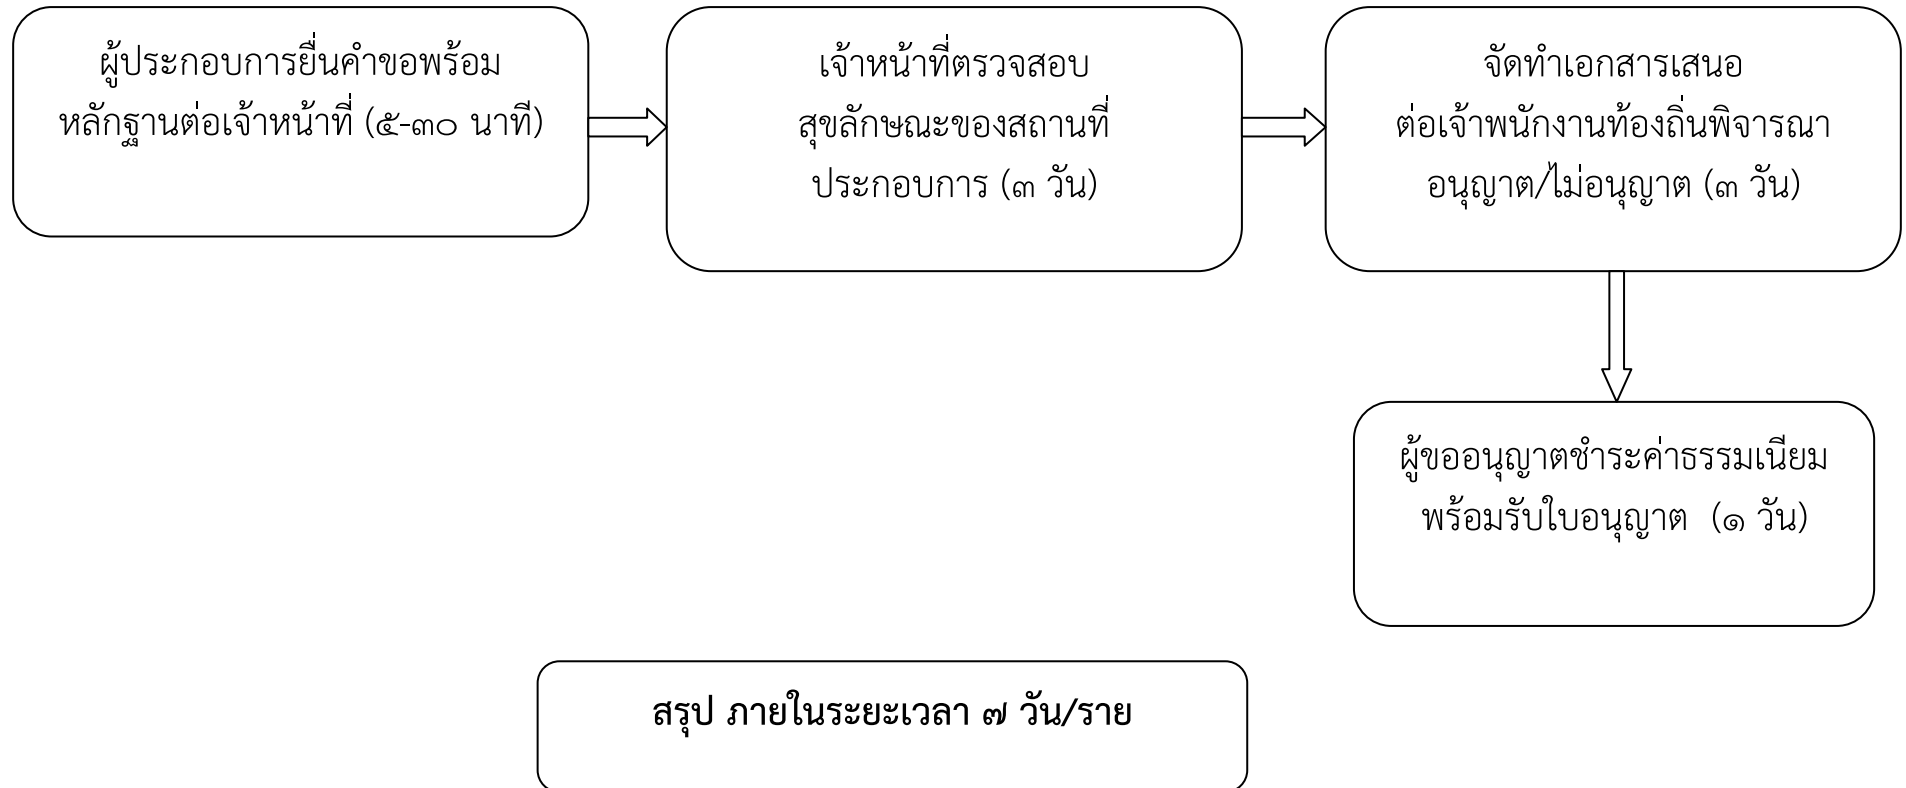 ผู้ประกอบการยื่นคำขอพร้อม
หลักฐานต่อเจ้าหน้าที่ (๕-๓๐ นาที)
เจ้าหน้าที่ตรวจสอบ
สุขลักษณะของสถานที่
ประกอบการ (๓ วัน)
จัดทำเอกสารเสนอ
ต่อเจ้าพนักงานท้องถิ่นพิจารณา
อนุญาต/ไม่อนุญาต (๓ วัน)
ผู้ขออนุญาตชำระค่าธรรมเนียม
พร้อมรับใบอนุญาต (๑ วัน)
สรุป ภายในระยะเวลา ๗ วัน/ราย